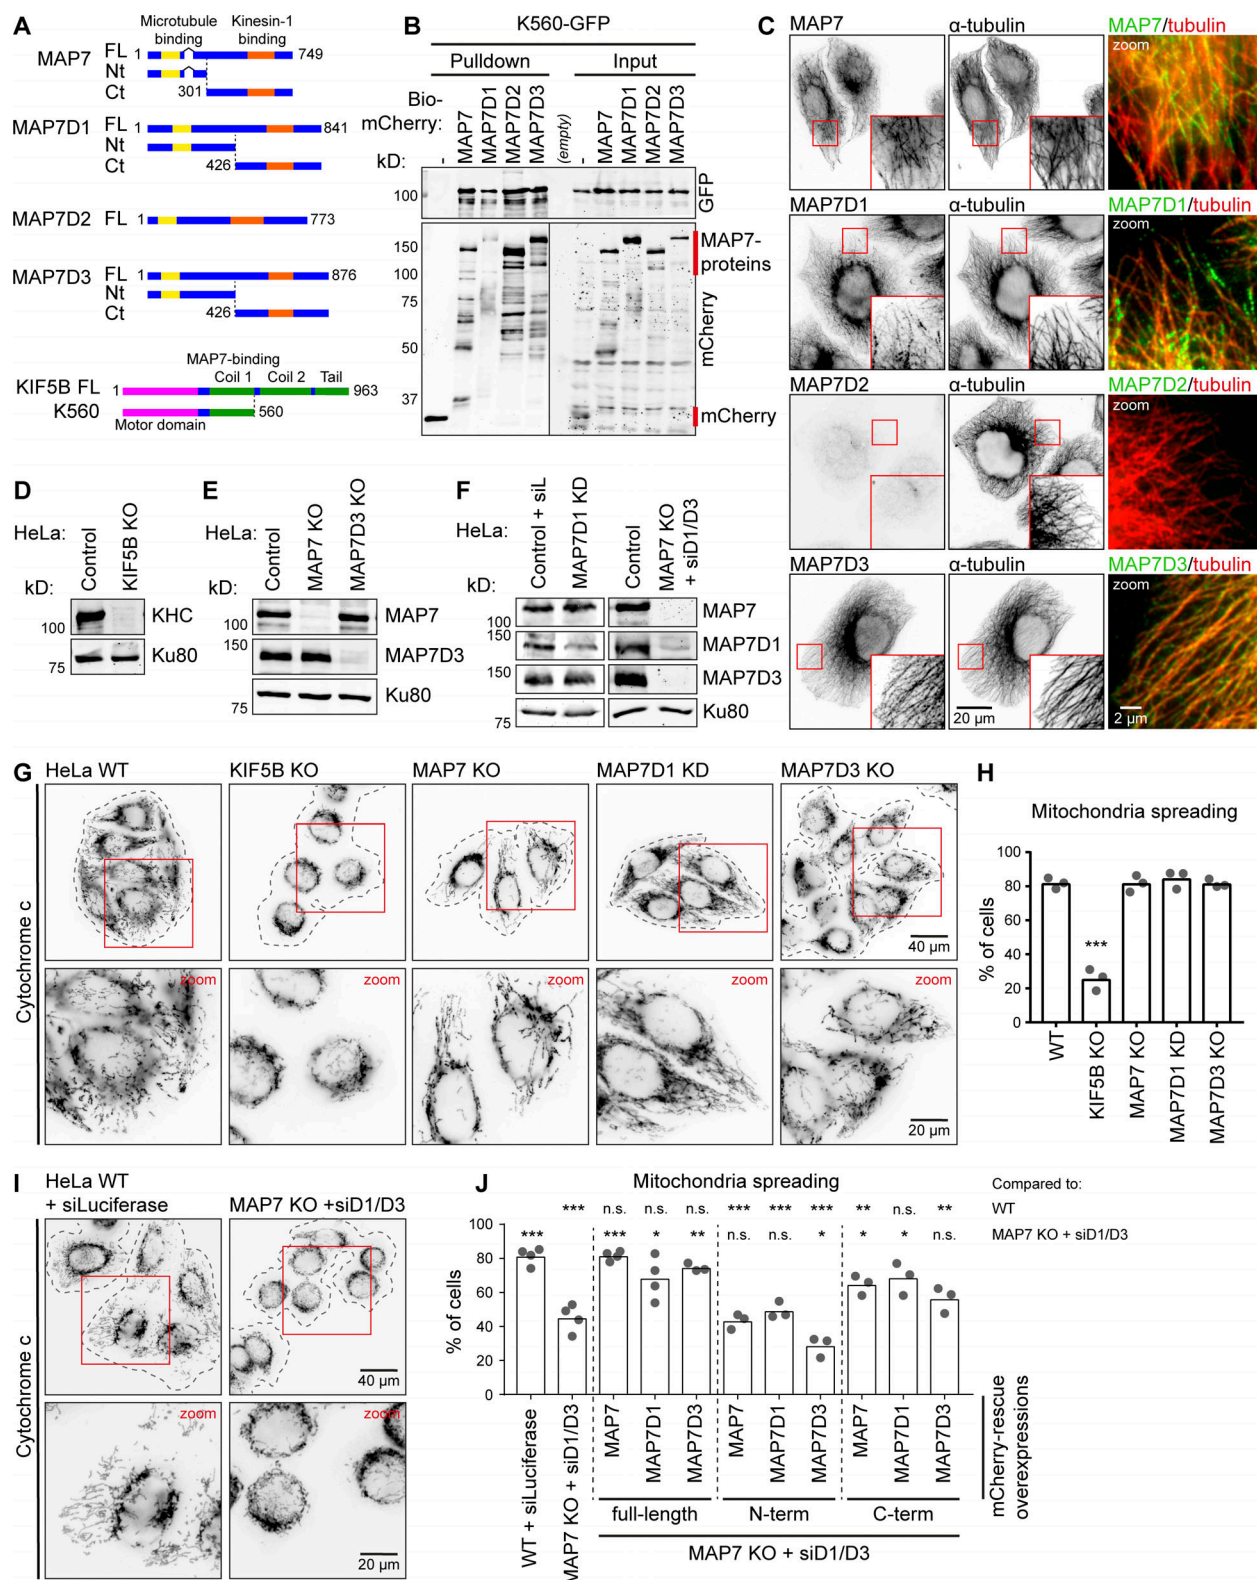 A
Microtubule binding
Kinesin-1 binding
MAP7 FL 1 749
Nt
Ct 301
MAP7D1 FL 1 841
Nt
Ct 426
MAP7D2 FL 1 773
MAP7D3 FL 1 876
Nt
Ct 426
MAP7-binding
Coil 1 Coil 2 Tail
KIF5B FL 1 963
K560 560
Motor domain
B
K560-GFP
Pulldown Input
Bio-mCherry: - MAP7 MAP7D1 MAP7D2 MAP7D3 (empty) - MAP7 MAP7D1 MAP7D2 MAP7D3
kD:
100
GFP
150
100
75
50
37
MAP7-proteins
mCherry
mCherry
C
MAP7 α-tubulin MAP7/tubulin
zoom
MAP7D1 α-tubulin MAP7D1/tubulin
zoom
MAP7D2 α-tubulin MAP7D2/tubulin
zoom
MAP7D3 α-tubulin MAP7D3/tubulin
zoom
20 µm 2 µm
D
HeLa: Control KIF5B KO
kD:
100 KHC
75 Ku80
E
HeLa: Control MAP7 KO MAP7D3 KO
kD:
100 MAP7
150 MAP7D3
75 Ku80
F
HeLa: Control + siL MAP7D1 KD Control MAP7 KO + siD1/D3
kD:
100 MAP7
150 150 MAP7D1
150 150 MAP7D3
75 Ku80
G
HeLa WT KIF5B KO MAP7 KO MAP7D1 KD MAP7D3 KO
Cytochrome c
40 µm
zoom zoom zoom zoom zoom
20 µm
H
Mitochondria spreading
% of cells
100
80
60
40
20
0
***
WT KIF5B KO MAP7 KO MAP7D1 KD MAP7D3 KO
I
HeLa WT
+ siLuciferase MAP7 KO +siD1/D3
Cytochrome c
40 µm
zoom zoom
20 µm
J
Mitochondria spreading
Compared to:
*** n.s. n.s. n.s. *** *** *** ** n.s. ** WT
*** *** * ** n.s. n.s. * * * n.s. MAP7 KO + siD1/D3
% of cells
100
80
60
40
20
0
WT + siLuciferase MAP7 KO + siD1/D3 MAP7 MAP7D1 MAP7D3 MAP7 MAP7D1 MAP7D3 MAP7 MAP7D1 MAP7D3
mCherry-rescue overexpressions
full-length N-term C-term
MAP7 KO + siD1/D3